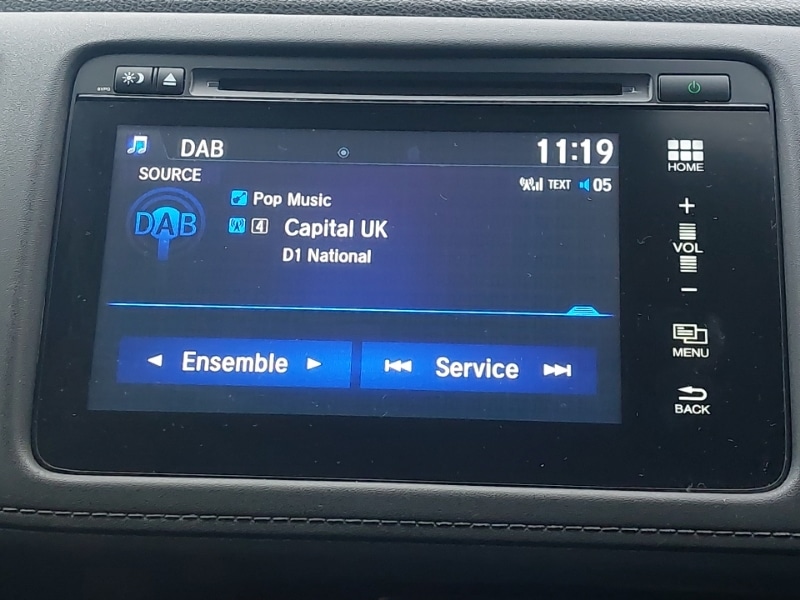 DAB
11:19
SOURCE
TEXT 05
DAB
Pop Music
4 Capital UK
D1 National
Ensemble
Service
HOME
+
VOL
−
MENU
BACK